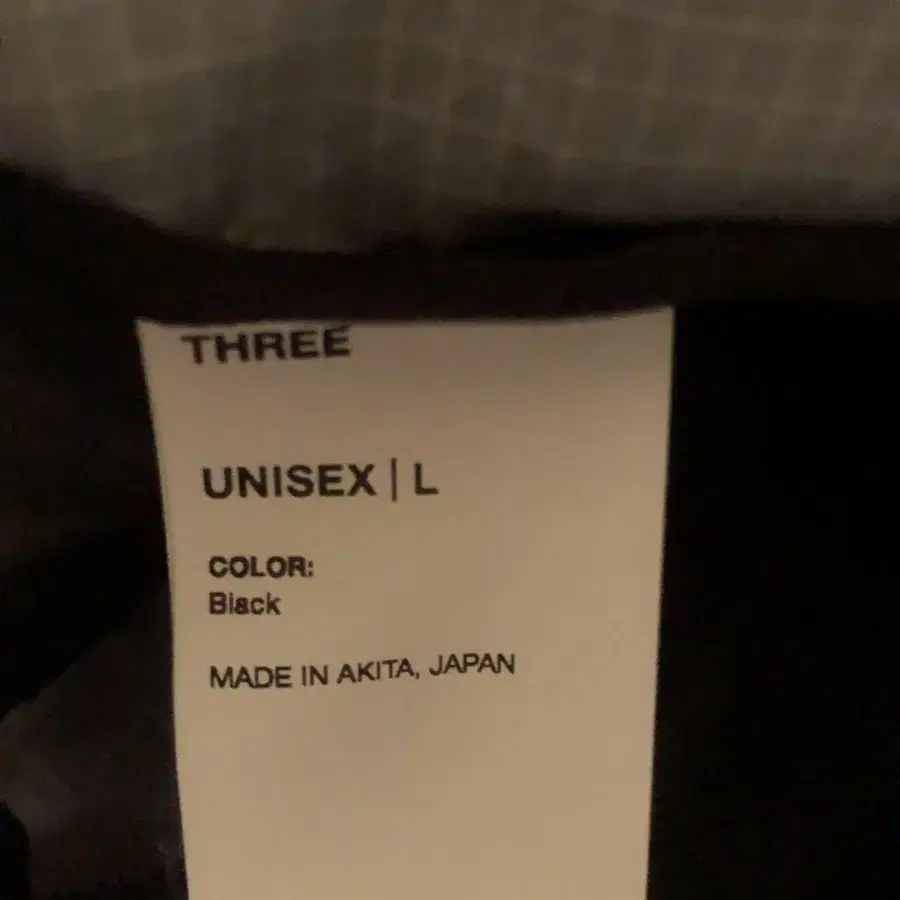 THREE
UNISEX | L
COLOR:
Black
MADE IN AKITA, JAPAN